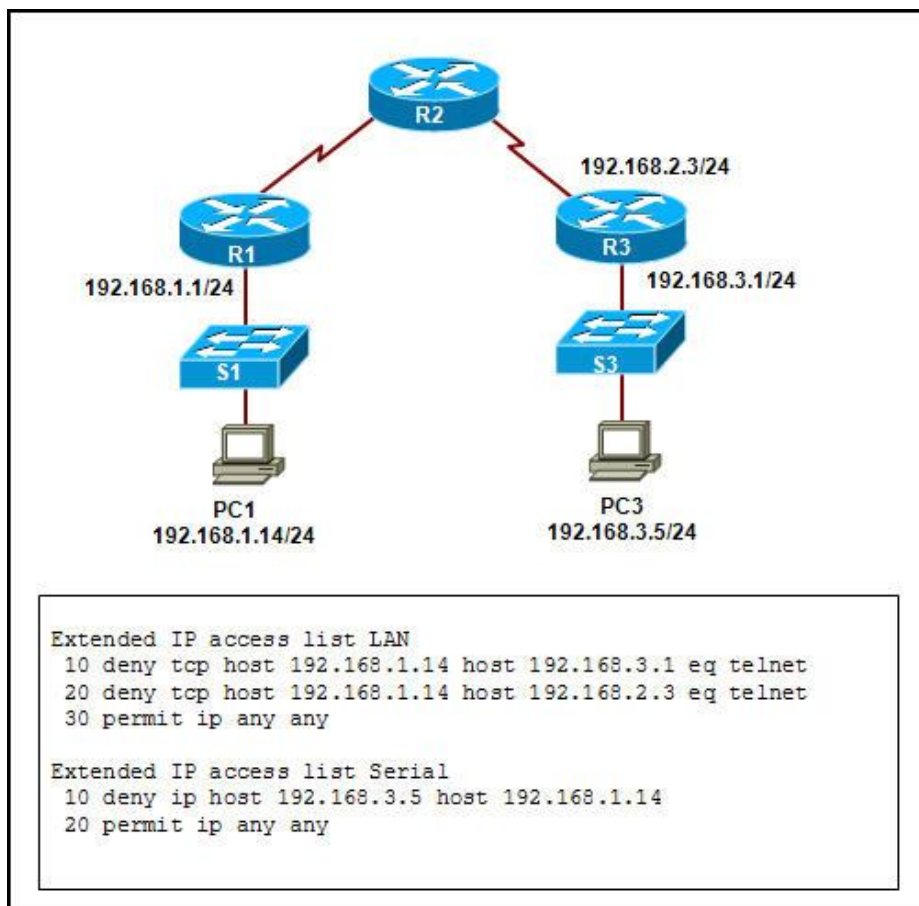 R2
192.168.2.3/24
R1
R3
192.168.1.1/24
192.168.3.1/24
S1
S3
PC1
192.168.1.14/24
PC3
192.168.3.5/24
Extended IP access list LAN
10 deny tcp host 192.168.1.14 host 192.168.3.1 eq telnet
20 deny tcp host 192.168.1.14 host 192.168.2.3 eq telnet
30 permit ip any any
Extended IP access list Serial
10 deny ip host 192.168.3.5 host 192.168.1.14
20 permit ip any any